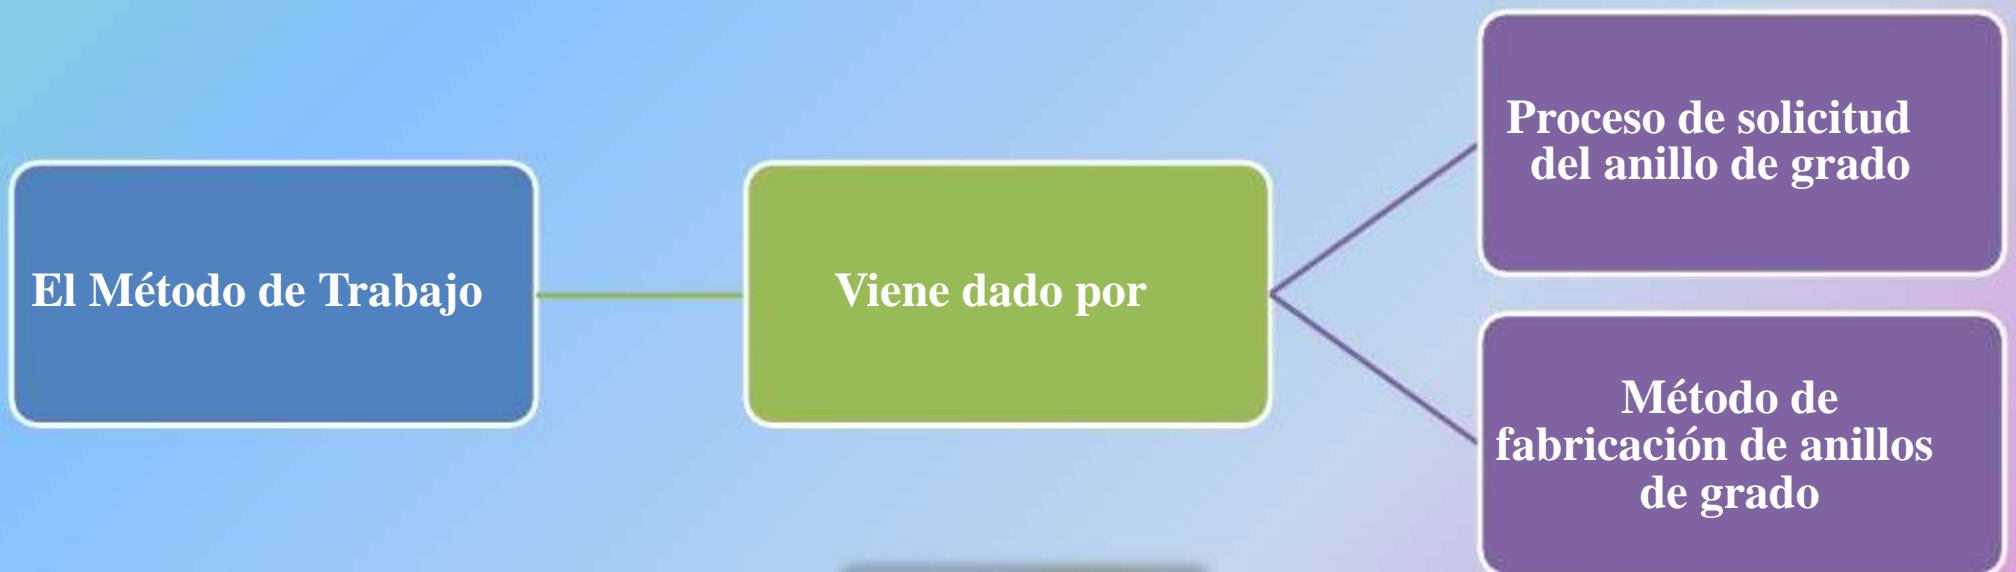 El Método de Trabajo
Viene dado por
Proceso de solicitud
del anillo de grado
Método de
fabricación de anillos
de grado